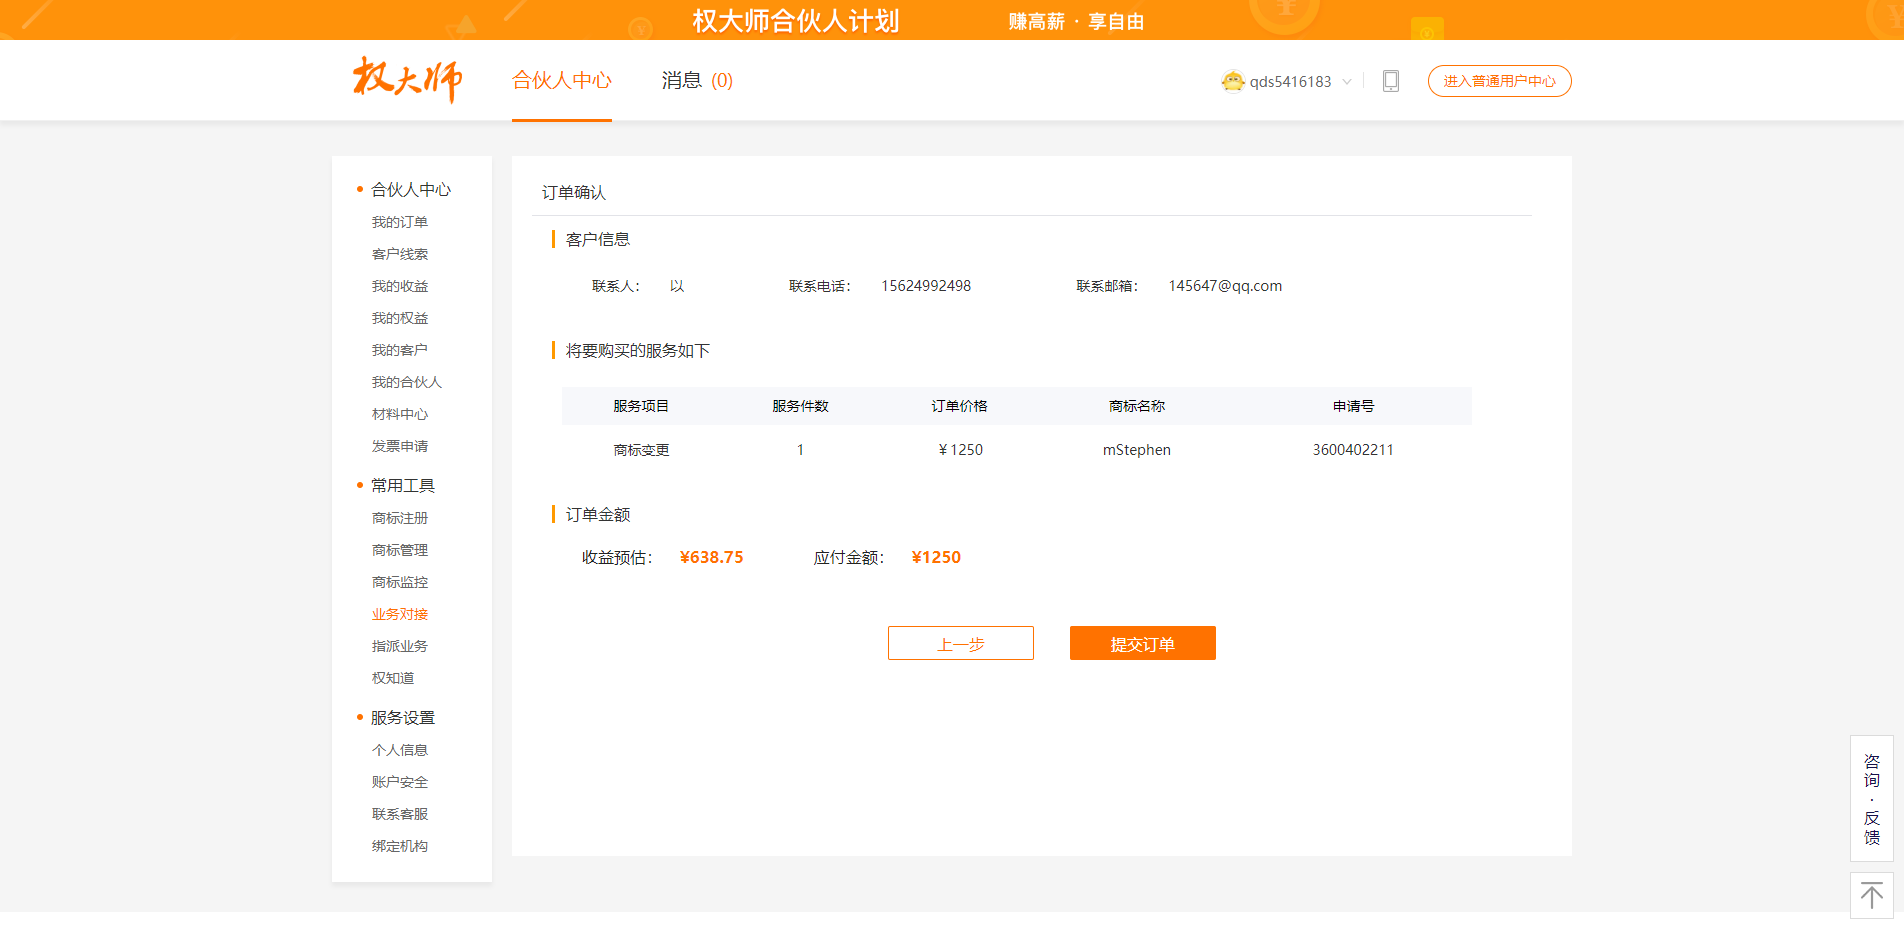 权大师合伙人计划 赚高薪 · 享自由
权大师 合伙人中心 消息 (0) qds5416183 进入普通用户中心
合伙人中心
我的订单
客户线索
我的收益
我的权益
我的客户
我的合伙人
材料中心
发票申请
常用工具
商标注册
商标管理
商标监控
业务对接
指派业务
权知道
服务设置
个人信息
账户安全
联系客服
绑定机构
订单确认
客户信息
联系人： 以 联系电话： 15624992498 联系邮箱： 145647@qq.com
将要购买的服务如下
服务项目 服务件数 订单价格 商标名称 申请号
商标变更 1 ¥1250 mStephen 3600402211
订单金额
收益预估： ¥638.75 应付金额： ¥1250
上一步 提交订单
咨询·反馈